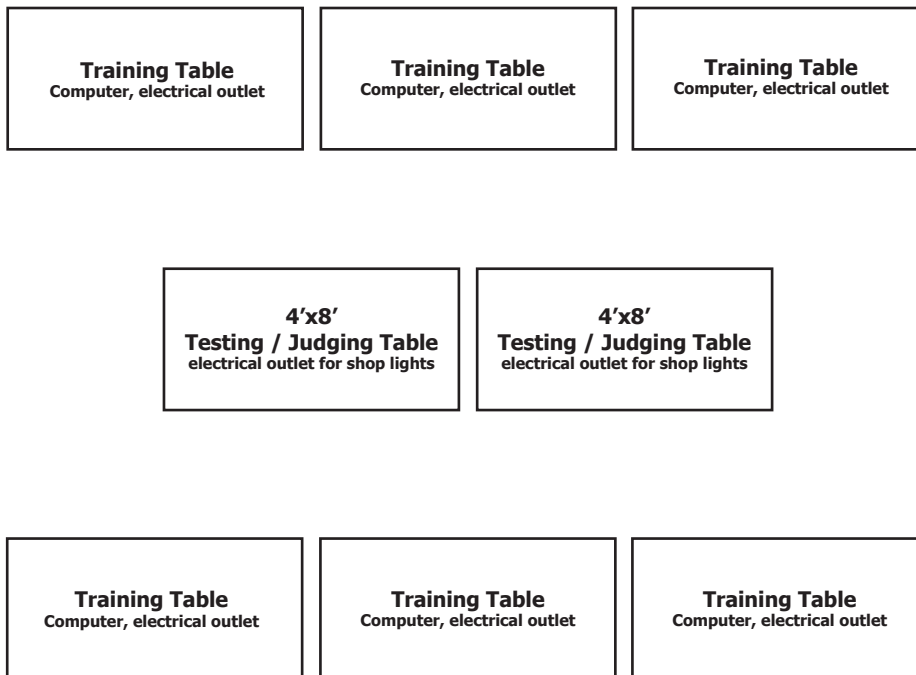 Training Table
Computer, electrical outlet
Training Table
Computer, electrical outlet
Training Table
Computer, electrical outlet
4’x8’
Testing / Judging Table
electrical outlet for shop lights
4’x8’
Testing / Judging Table
electrical outlet for shop lights
Training Table
Computer, electrical outlet
Training Table
Computer, electrical outlet
Training Table
Computer, electrical outlet